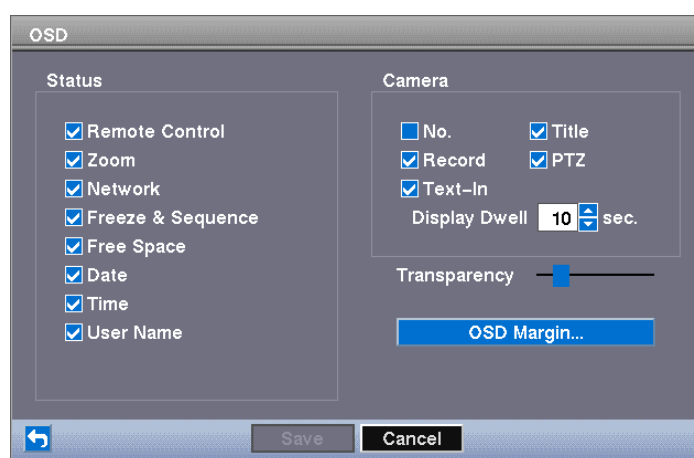 OSD
Status
Remote Control
Zoom
Network
Freeze & Sequence
Free Space
Date
Time
User Name
Camera
No. Title
Record PTZ
Text-In
Display Dwell 10 sec.
Transparency
OSD Margin...
Save Cancel